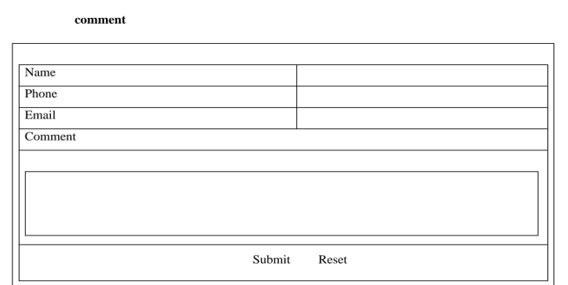 comment
Name
Phone
Email
Comment
Submit Reset